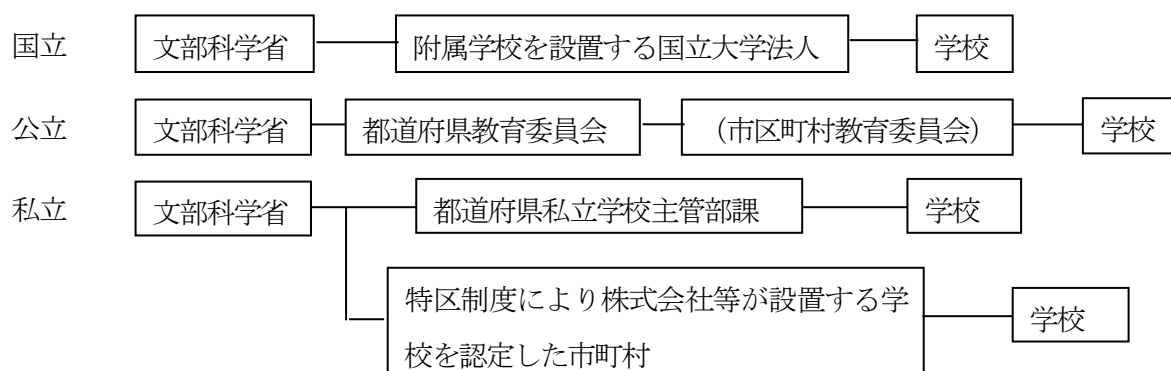 国立 文部科学省 附属学校を設置する国立大学法人 学校
公立 文部科学省 都道府県教育委員会 （市区町村教育委員会） 学校
私立 文部科学省 都道府県私立学校主管部課 学校
特区制度により株式会社等が設置する学
校を認定した市町村
学校